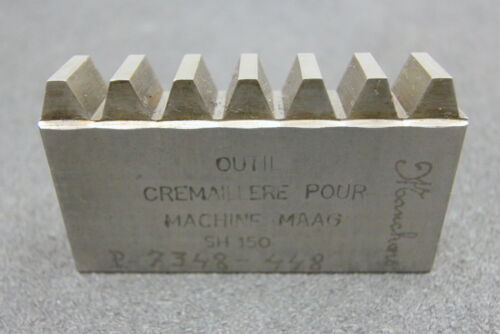 OUTIL
CREMAILLERE POUR
MACHINE MAAG
SH 150
P-7348-448